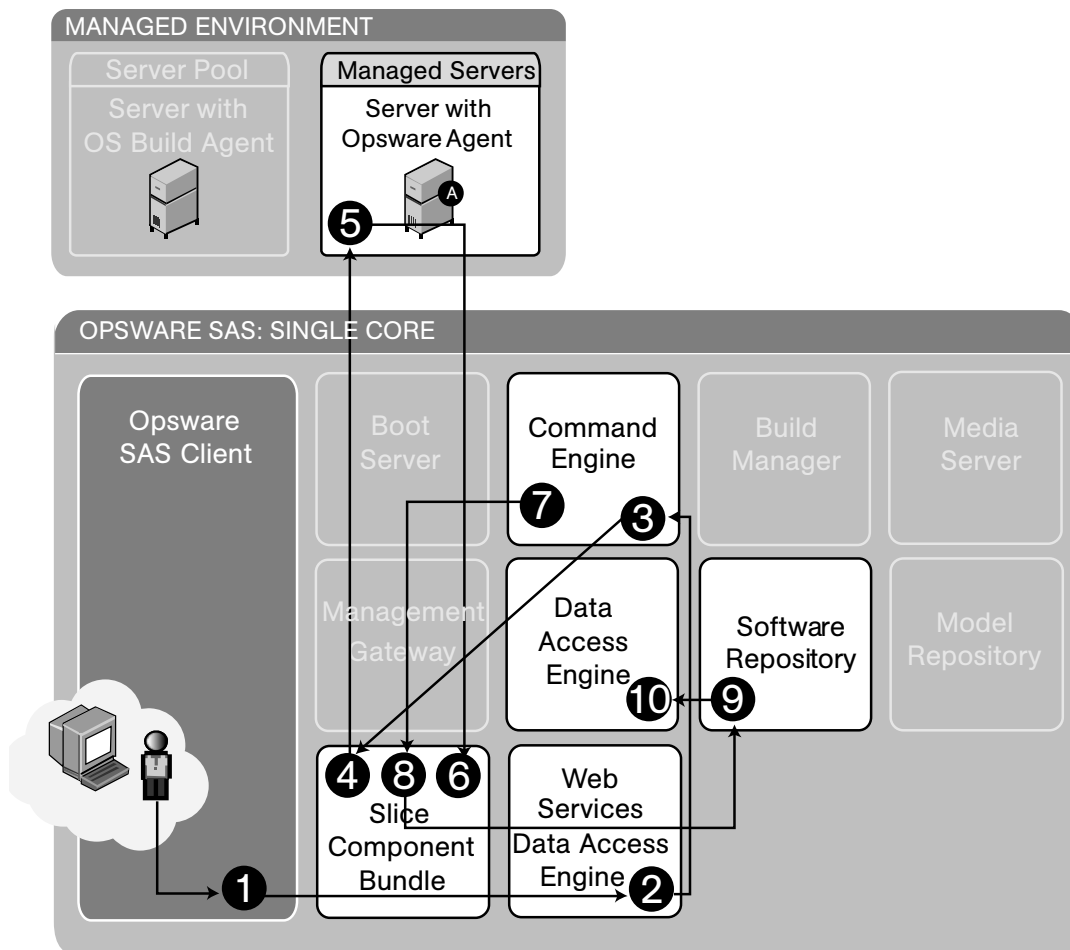 MANAGED ENVIRONMENT
Server Pool
Server with
OS Build Agent
Managed Servers
Server with
Opsware Agent
A
5
OPSWARE SAS: SINGLE CORE
Opsware
SAS Client
Boot
Server
Command
Engine
7
3
Build
Manager
Media
Server
Management
Gateway
Data
Access
Engine
10
Software
Repository
9
Model
Repository
4
8
6
Slice
Component
Bundle
Web
Services
Data Access
Engine
2
1